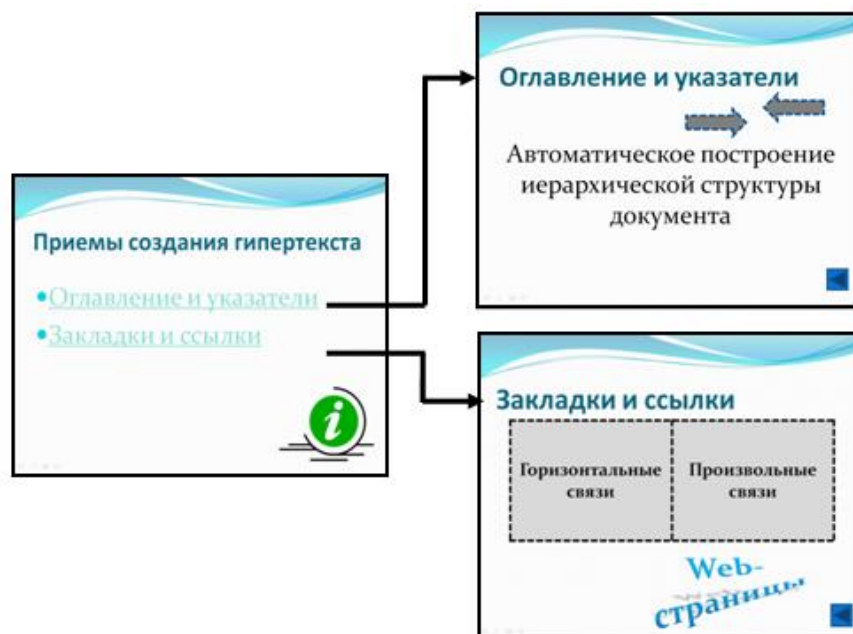 Приемы создания гипертекста
•Оглавление и указатели
•Закладки и ссылки
i
Оглавление и указатели
Автоматическое построение
иерархической структуры
документа
Закладки и ссылки
Горизонтальные
связи
Произвольные
связи
Web-
страницы